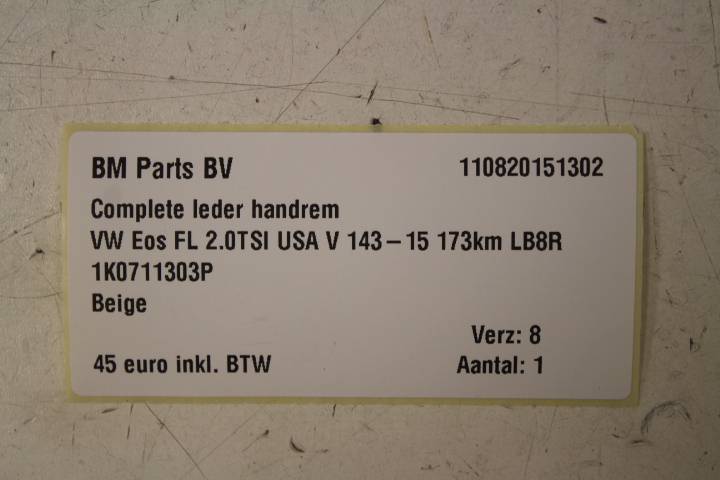 BM Parts BV 110820151302
Complete leder handrem
VW Eos FL 2.0TSI USA V 143-15 173km LB8R
1K0711303P
Beige
Verz: 8
45 euro inkl. BTW Aantal: 1